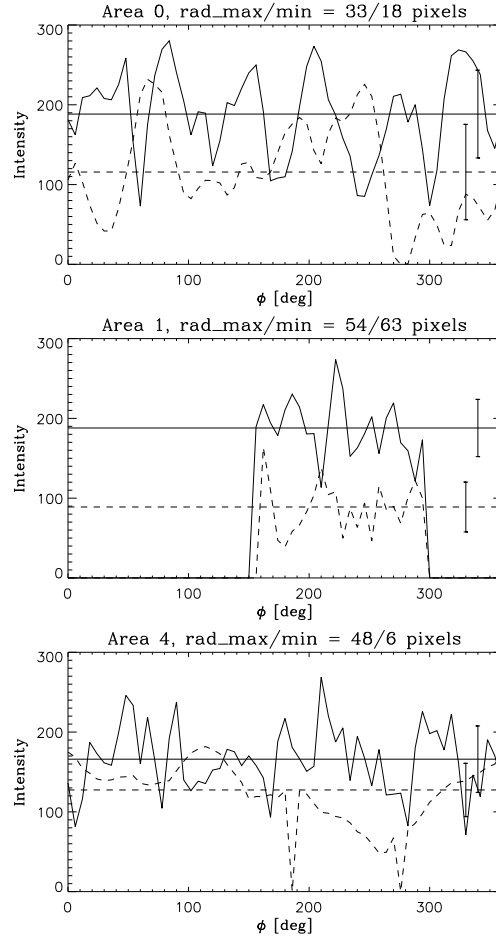 Area 0, rad_max/min = 33/18 pixels
300
200
100
0
Intensity
0 100 200 300
ϕ [deg]
Area 1, rad_max/min = 54/63 pixels
300
200
100
0
Intensity
0 100 200 300
ϕ [deg]
Area 4, rad_max/min = 48/6 pixels
300
200
100
0
Intensity
0 100 200 300
ϕ [deg]